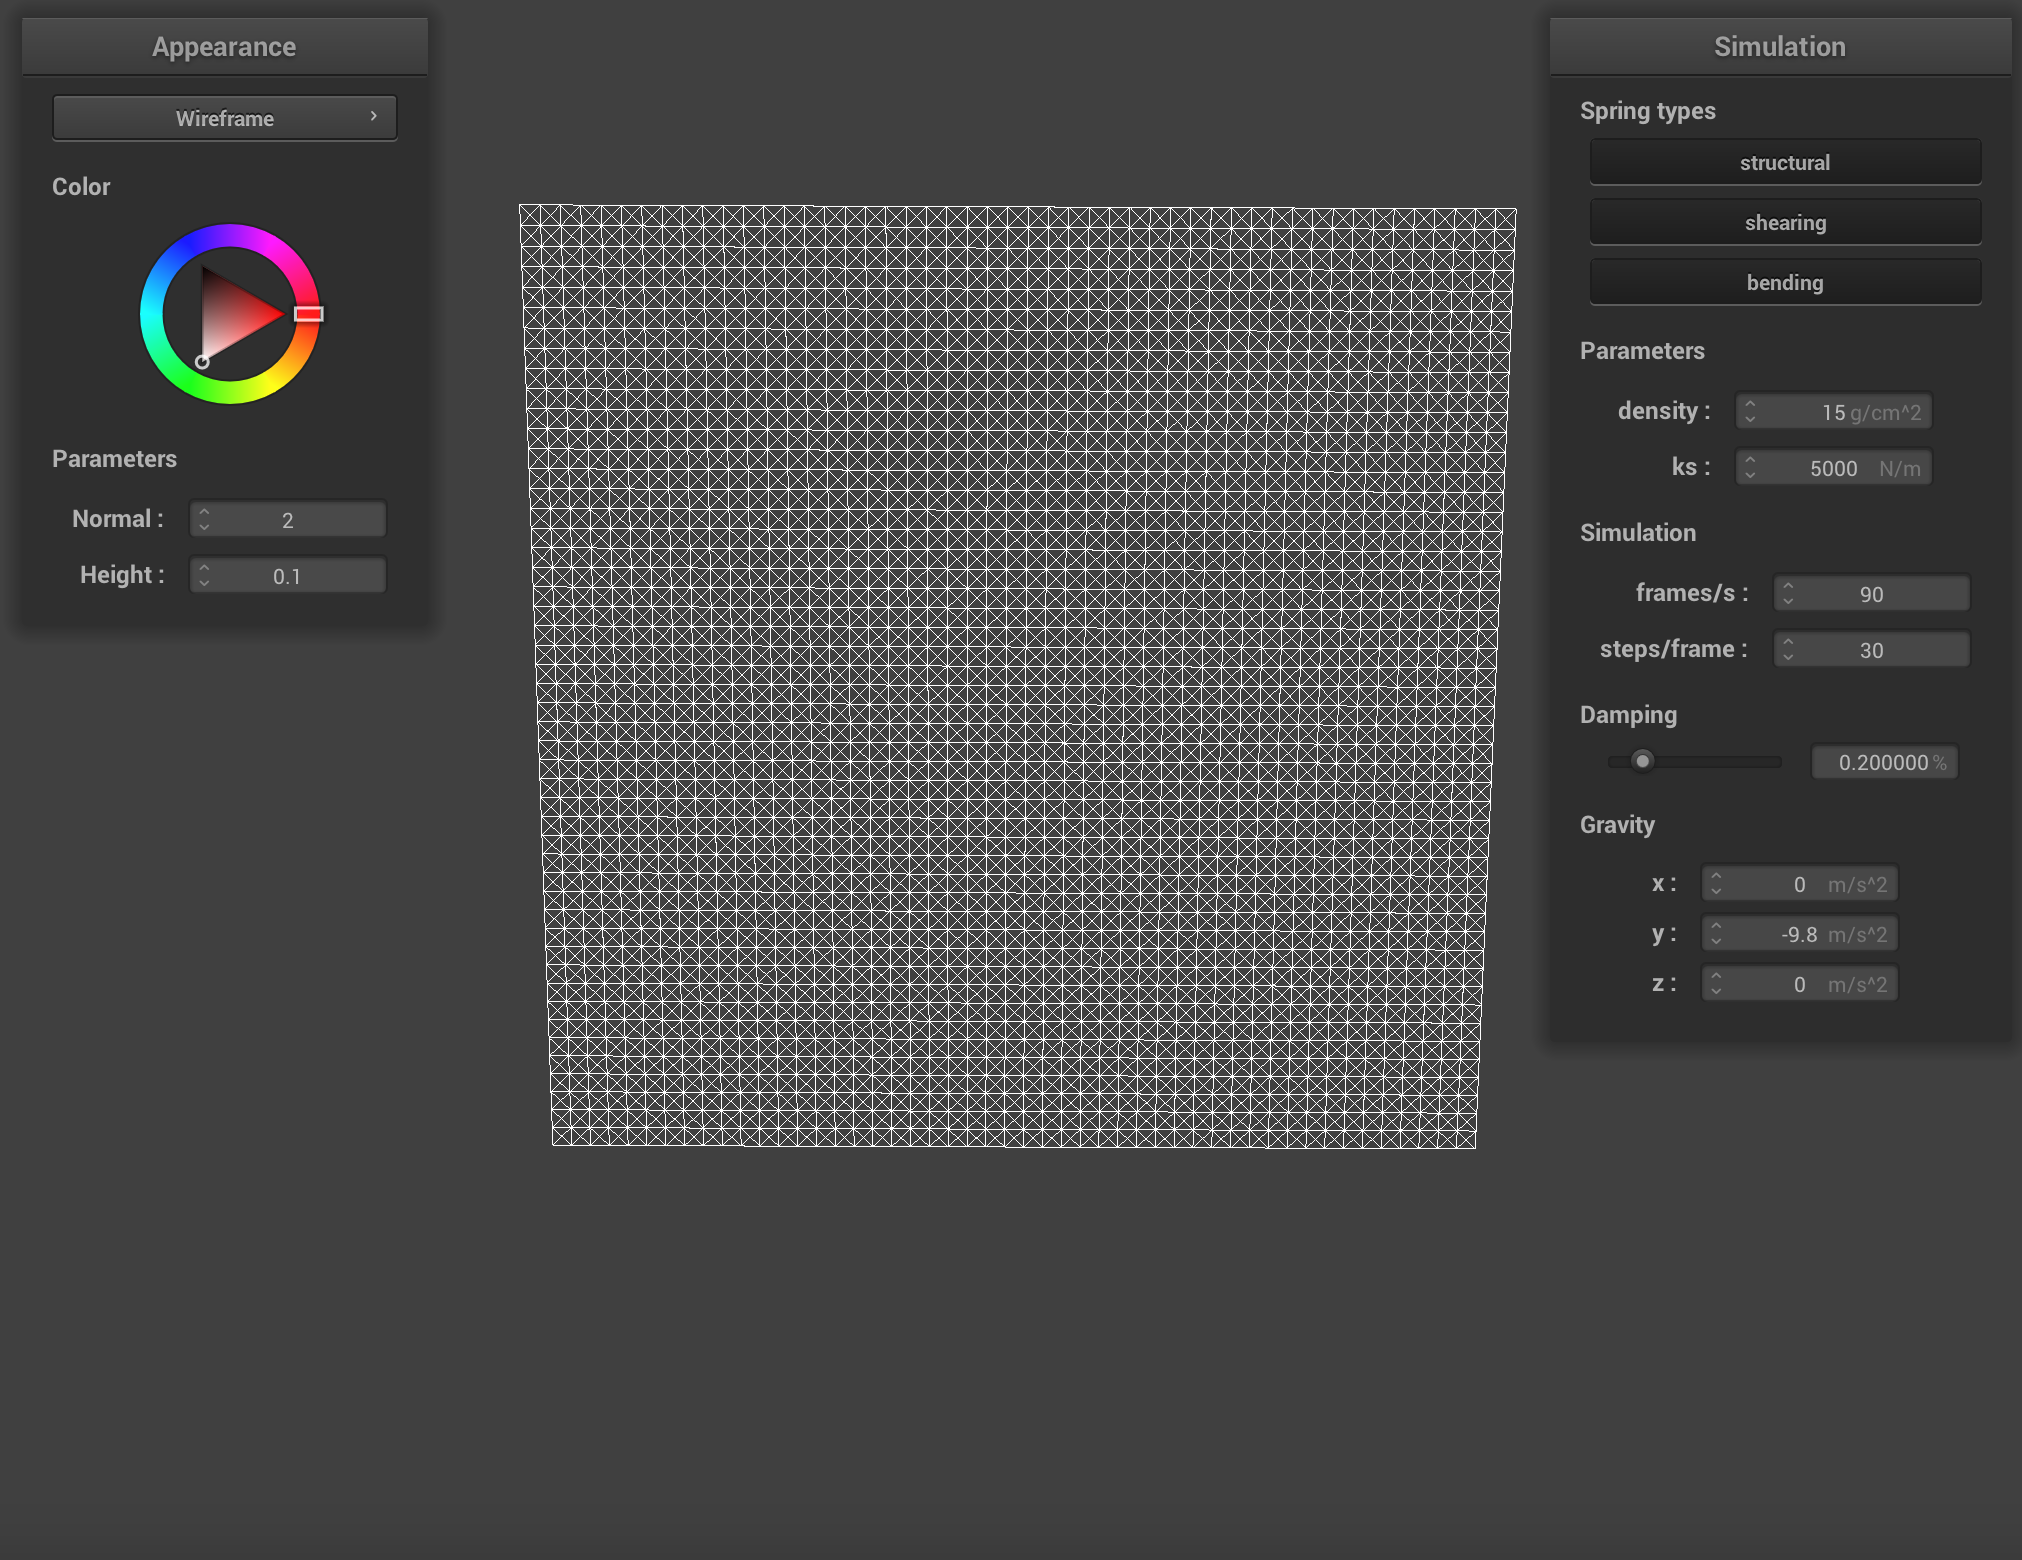 Appearance
Wireframe
Color
Parameters
Normal : 2
Height : 0.1
Simulation
Spring types
structural
shearing
bending
Parameters
density : 15 g/cm^2
ks : 5000 N/m
Simulation
frames/s : 90
steps/frame : 30
Damping
0.200000 %
Gravity
x : 0 m/s^2
y : -9.8 m/s^2
z : 0 m/s^2